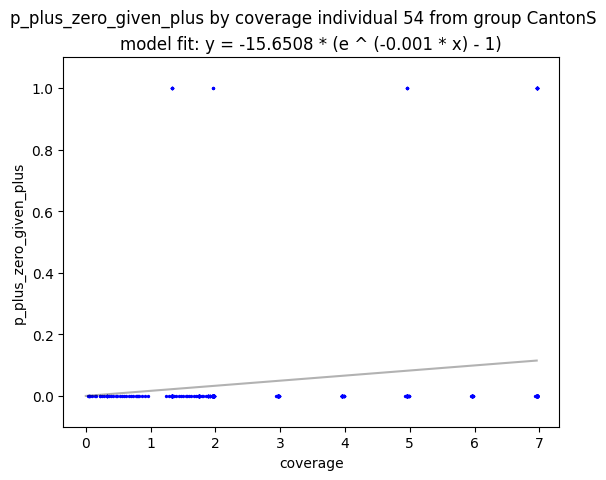 p_plus_zero_given_plus by coverage individual 54 from group CantonS
model fit: y = -15.6508 * (e ^ (-0.001 * x) - 1)
1.0
0.8
0.6
0.4
0.2
0.0
p_plus_zero_given_plus
0 1 2 3 4 5 6 7
coverage